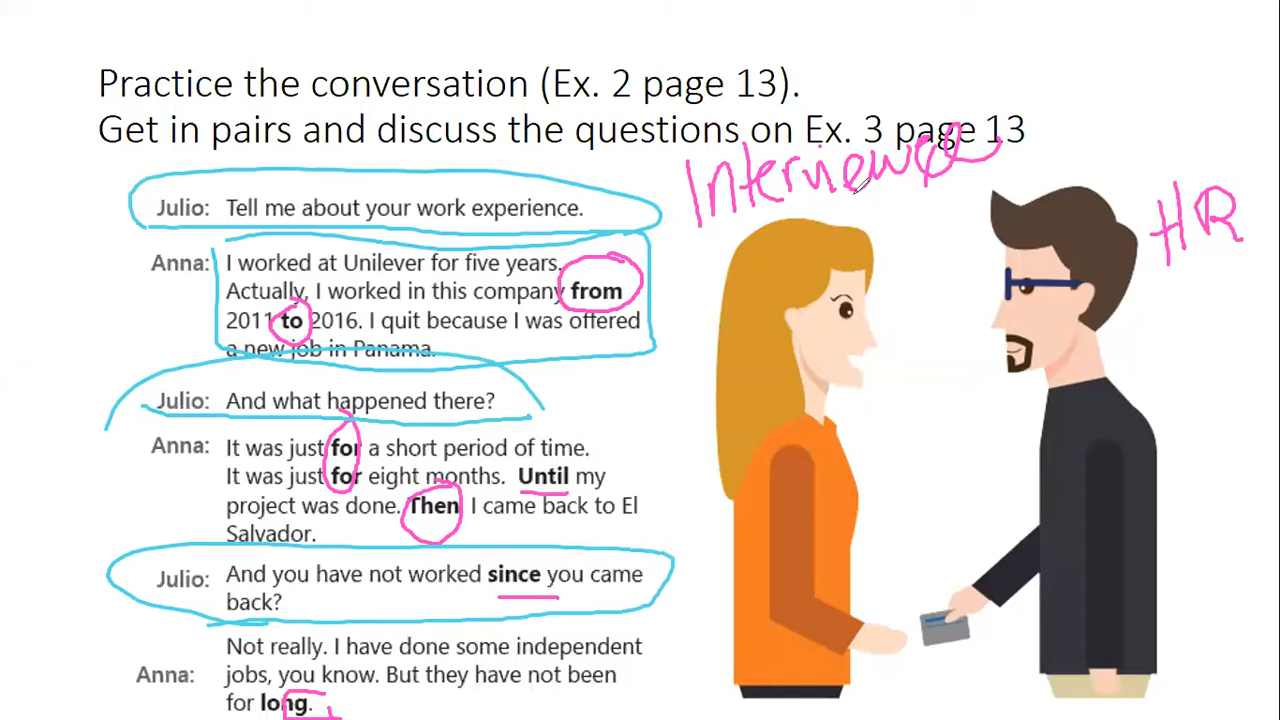 Practice the conversation (Ex. 2 page 13).
Get in pairs and discuss the questions on Ex. 3 page 13
Interviewee
HR
Julio: Tell me about your work experience.
Anna: I worked at Unilever for five years.
Actually, I worked in this company from
2011 to 2016. I quit because I was offered
a new job in Panama.
Julio: And what happened there?
Anna: It was just for a short period of time.
It was just for eight months. Until my
project was done. Then I came back to El
Salvador.
Julio: And you have not worked since you came
back?
Anna: Not really. I have done some independent
jobs, you know. But they have not been
for long.